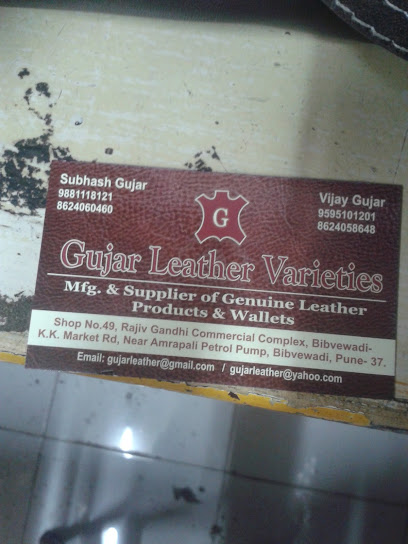 Subhash Gujar
9881118121
8624060460
Vijay Gujar
9595101201
8624058648
G
Gujar Leather Varieties
Mfg. & Supplier of Genuine Leather
Products & Wallets
Shop No.49, Rajiv Gandhi Commercial Complex, Bibvewadi-
K.K. Market Rd, Near Amrapali Petrol Pump, Bibvewadi, Pune- 37.
Email: gujarleather@gmail.com / gujarleather@yahoo.com